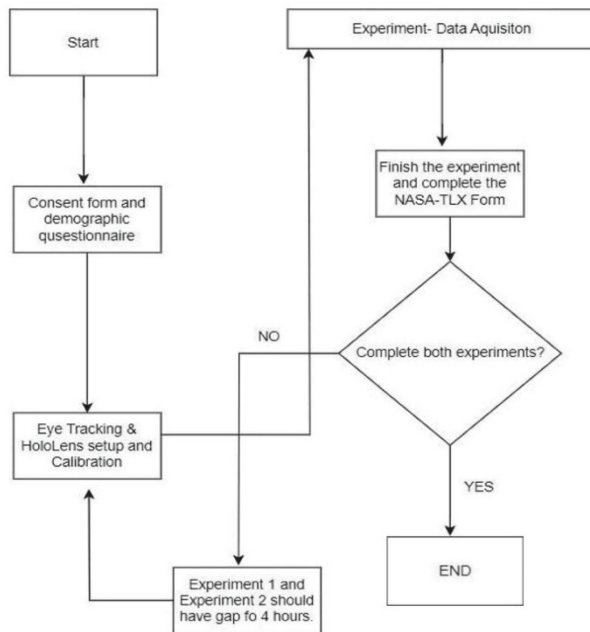 Start
Consent form and
demographic
qusestionnaire
Eye Tracking &
HoloLens setup and
Calibration
Experiment- Data Aquisiton
Finish the experiment
and complete the
NASA-TLX Form
Complete both experiments?
NO
YES
Experiment 1 and
Experiment 2 should
have gap fo 4 hours.
END